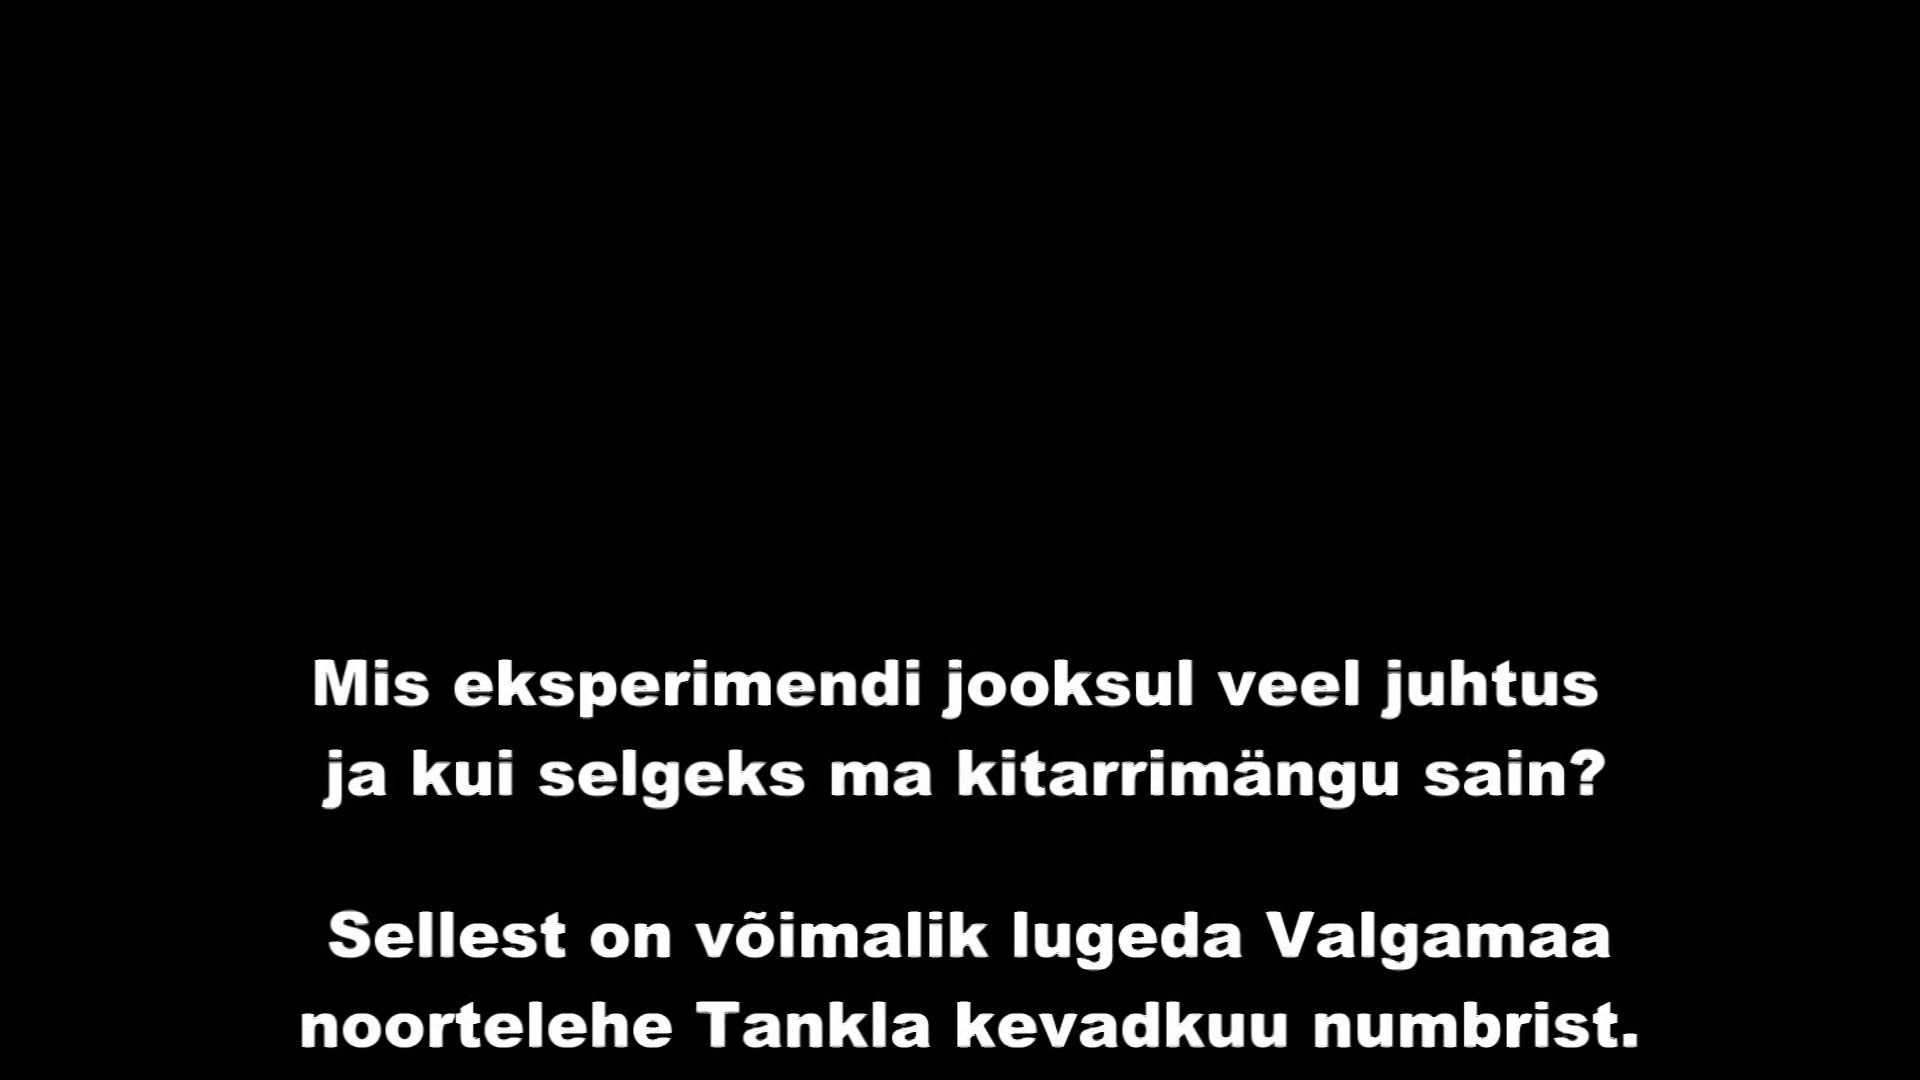 Mis eksperimendi jooksul veel juhtus
ja kui selgeks ma kitarrimängu sain?
Sellest on võimalik lugeda Valgamaa
noortelehe Tankla kevadkuu numbrist.